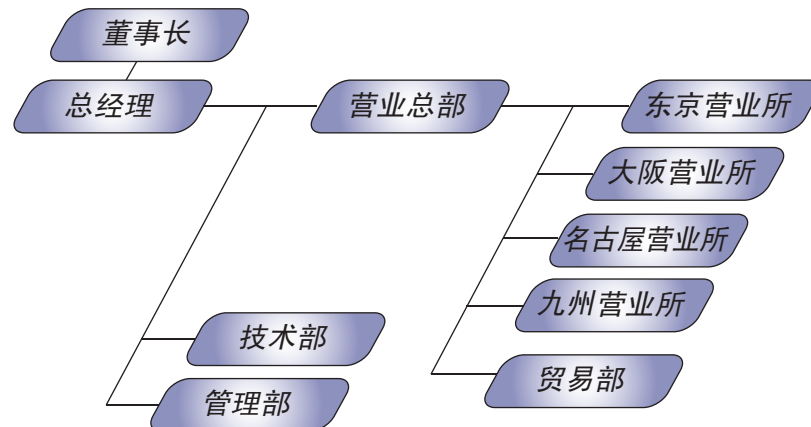 董事长
总经理
营业总部
东京营业所
大阪营业所
名古屋营业所
九州营业所
技术部
贸易部
管理部